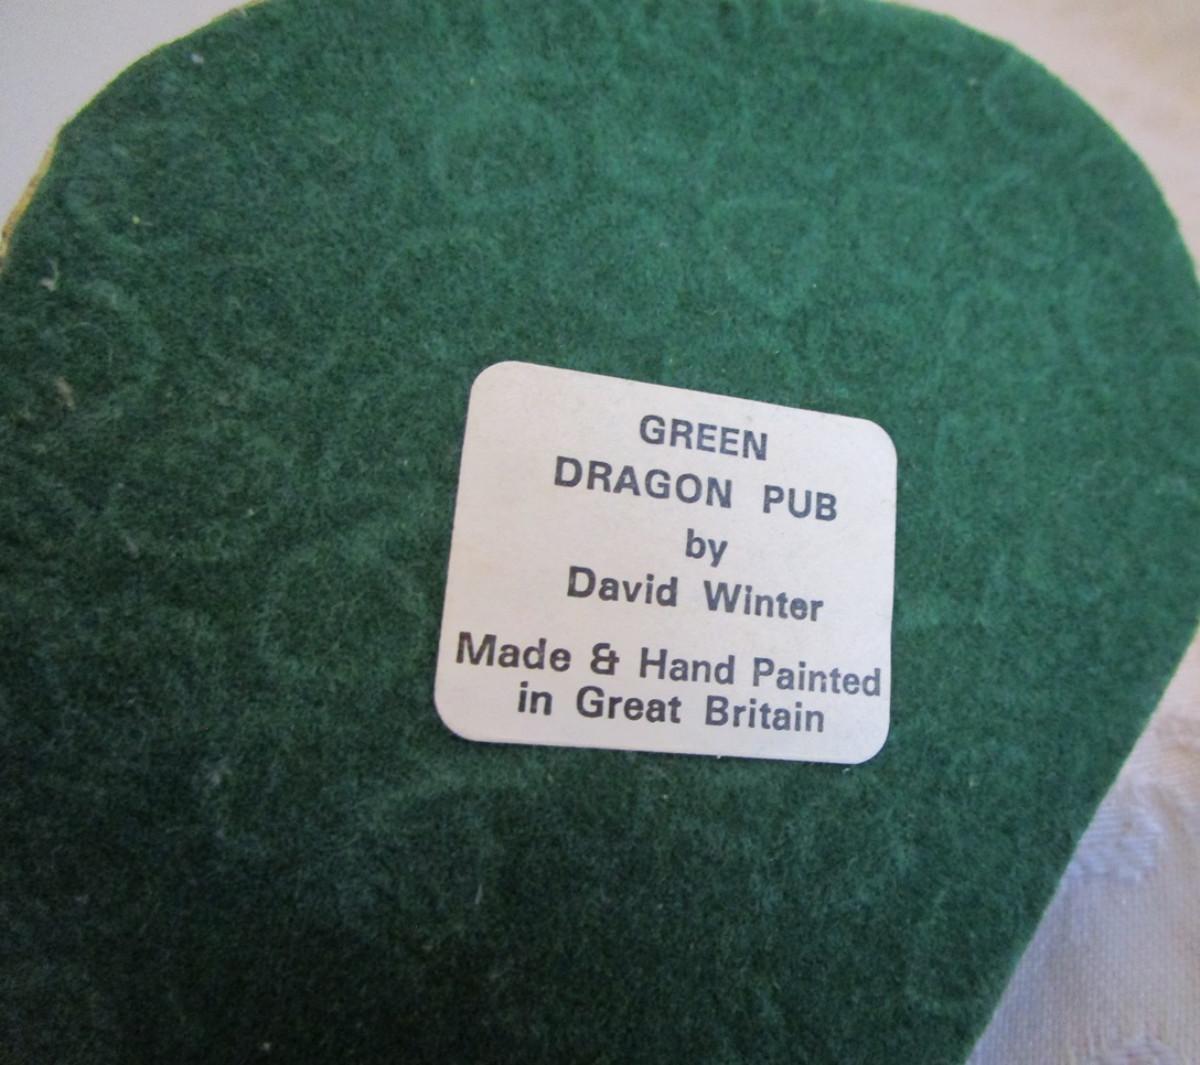 GREEN
DRAGON PUB
by
David Winter
Made & Hand Painted
in Great Britain